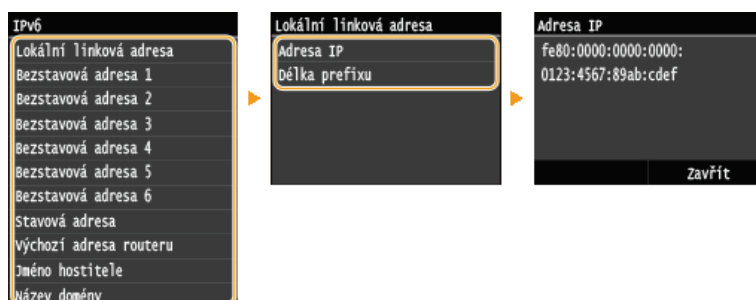 IPv6
Lokální linková adresa
Bezstavová adresa 1
Bezstavová adresa 2
Bezstavová adresa 3
Bezstavová adresa 4
Bezstavová adresa 5
Bezstavová adresa 6
Stavová adresa
Výchozí adresa routeru
Jméno hostitele
Název domény
Lokální linková adresa
Adresa IP
Délka prefixu
Adresa IP
fe80:0000:0000:0000:
0123:4567:89ab:cdef
Zavřít